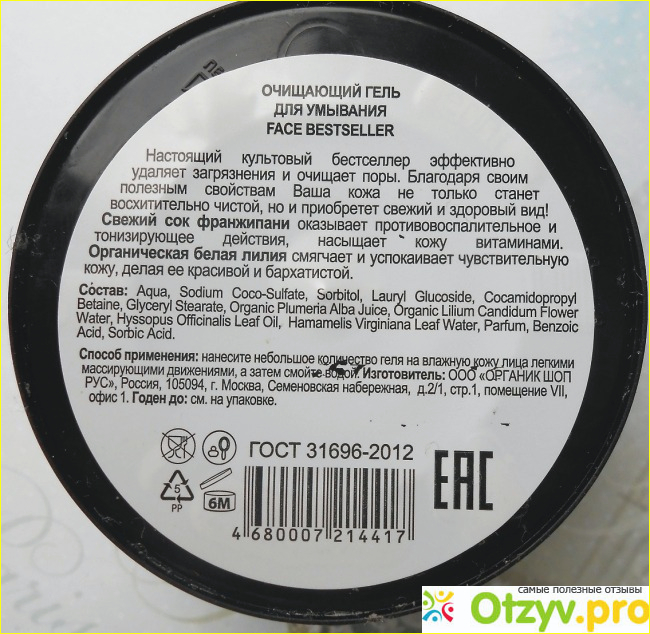 ОЧИЩАЮЩИЙ ГЕЛЬ
ДЛЯ УМЫВАНИЯ
FACE BESTSELLER
Настоящий культовый бестселлер эффективно
удаляет загрязнения и очищает поры. Благодаря своим
полезным свойствам Ваша кожа не только станет
восхитительно чистой, но и приобретет свежий и здоровый вид!
Свежий сок франжипани оказывает противовоспалительное и
тонизирующее действия, насыщает кожу витаминами.
Органическая белая лилия смягчает и успокаивает чувствительную
кожу, делая ее красивой и бархатистой.
Состав: Aqua, Sodium Coco-Sulfate, Sorbitol, Lauryl Glucoside, Cocamidopropyl
Betaine, Glyceryl Stearate, Organic Plumeria Alba Juice, Organic Lilium Candidum Flower
Water, Hyssopus Officinalis Leaf Oil, Hamamelis Virginiana Leaf Water, Parfum, Benzoic
Acid, Sorbic Acid.
Способ применения: нанесите небольшое количество геля на влажную кожу лица легкими
массирующими движениями, а затем смойте водой. Изготовитель: ООО «ОРГАНИК ШОП
РУС», Россия, 105094, г. Москва, Семеновская набережная, д.2/1, стр.1, помещение VII,
офис 1. Годен до: см. на упаковке.
ГОСТ 31696-2012
EAC
5
PP
6M
4 680007 214417
самые полезные отзывы
Otzyv.pro